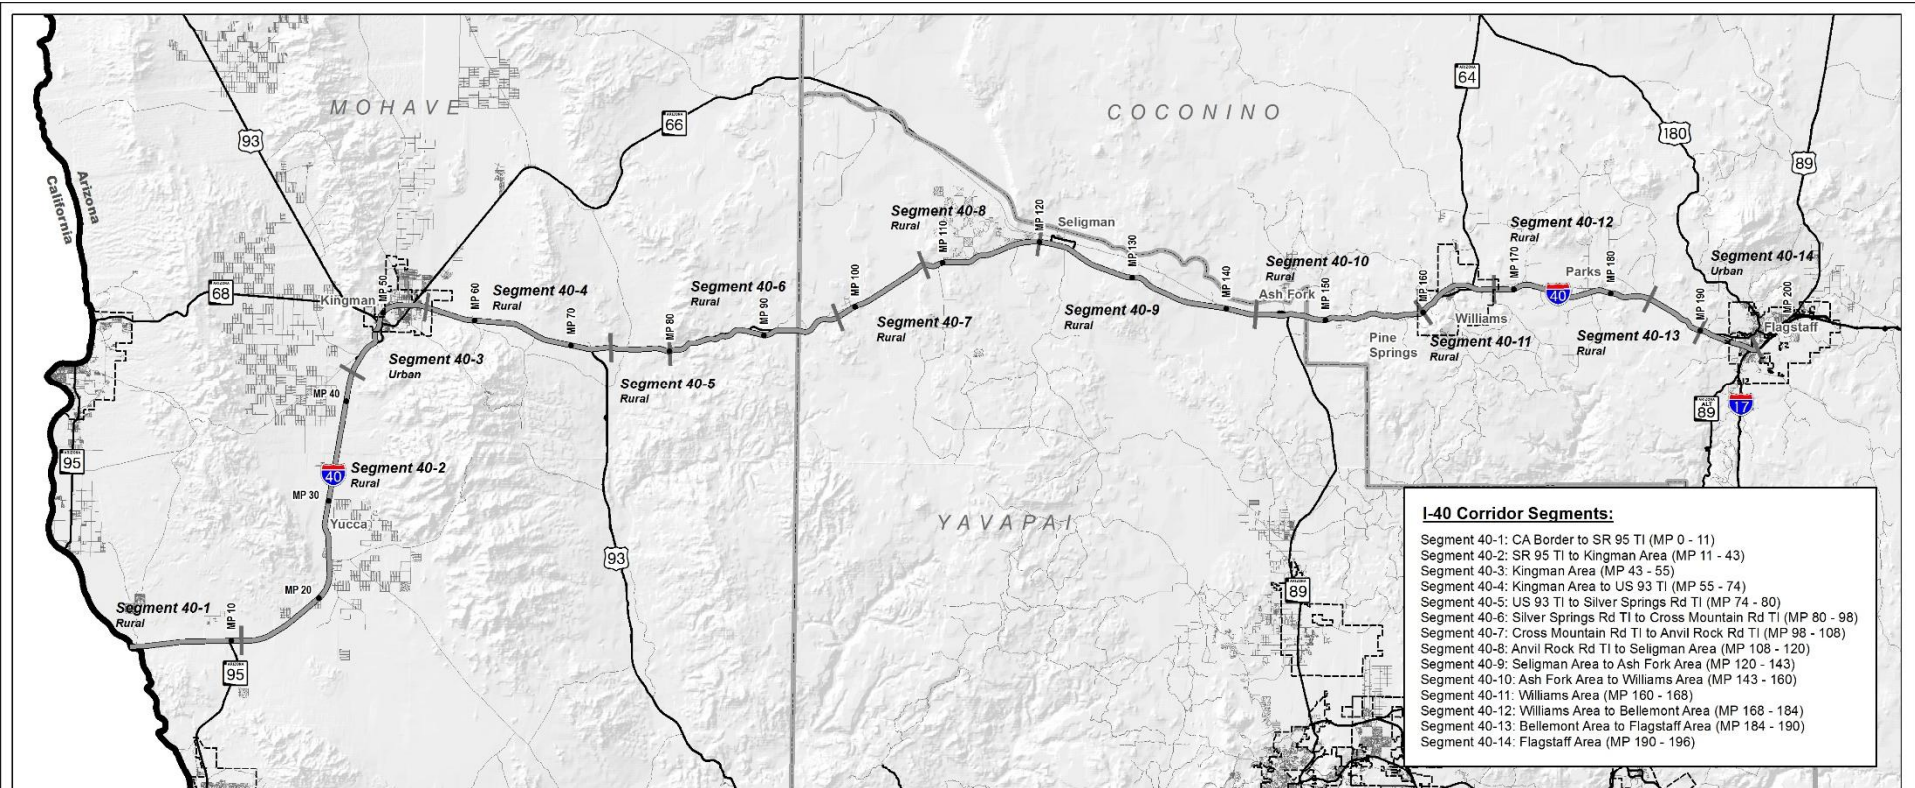 64
180
89
93
MOHAVE
COCONINO
66
Arizona
California
MP 120
Segment 40-8
Rural
Seligman
Segment 40-12
Rural
MP 110
MP 130
MP 170
MP 180
Segment 40-14
Urban
Segment 40-10
Rural
MP 100
MP 140
MP 150
MP 160
Parks
40
MP 50
Kingman
68
MP 60
Segment 40-4
Rural
Segment 40-6
Rural
MP 90
MP 70
MP 80
Segment 40-7
Rural
Segment 40-9
Rural
Ash Fork
Williams
MP 190
MP 200
Flagstaff
Pine
Springs
Segment 40-11
Rural
Segment 40-13
Rural
Segment 40-3
Urban
Segment 40-5
Rural
MP 40
ALT
89
17
95
40
Segment 40-2
Rural
MP 30
Yucca
YAVAPAI
93
89
MP 20
Segment 40-1
Rural
MP 10
95
I-40 Corridor Segments:
Segment 40-1: CA Border to SR 95 TI (MP 0 - 11)
Segment 40-2: SR 95 TI to Kingman Area (MP 11 - 43)
Segment 40-3: Kingman Area (MP 43 - 55)
Segment 40-4: Kingman Area to US 93 TI (MP 55 - 74)
Segment 40-5: US 93 TI to Silver Springs Rd TI (MP 74 - 80)
Segment 40-6: Silver Springs Rd TI to Cross Mountain Rd TI (MP 80 - 98)
Segment 40-7: Cross Mountain Rd TI to Anvil Rock Rd TI (MP 98 - 108)
Segment 40-8: Anvil Rock Rd TI to Seligman Area (MP 108 - 120)
Segment 40-9: Seligman Area to Ash Fork Area (MP 120 - 143)
Segment 40-10: Ash Fork Area to Williams Area (MP 143 - 160)
Segment 40-11: Williams Area (MP 160 - 168)
Segment 40-12: Williams Area to Bellemont Area (MP 168 - 184)
Segment 40-13: Bellemont Area to Flagstaff Area (MP 184 - 190)
Segment 40-14: Flagstaff Area (MP 190 - 196)